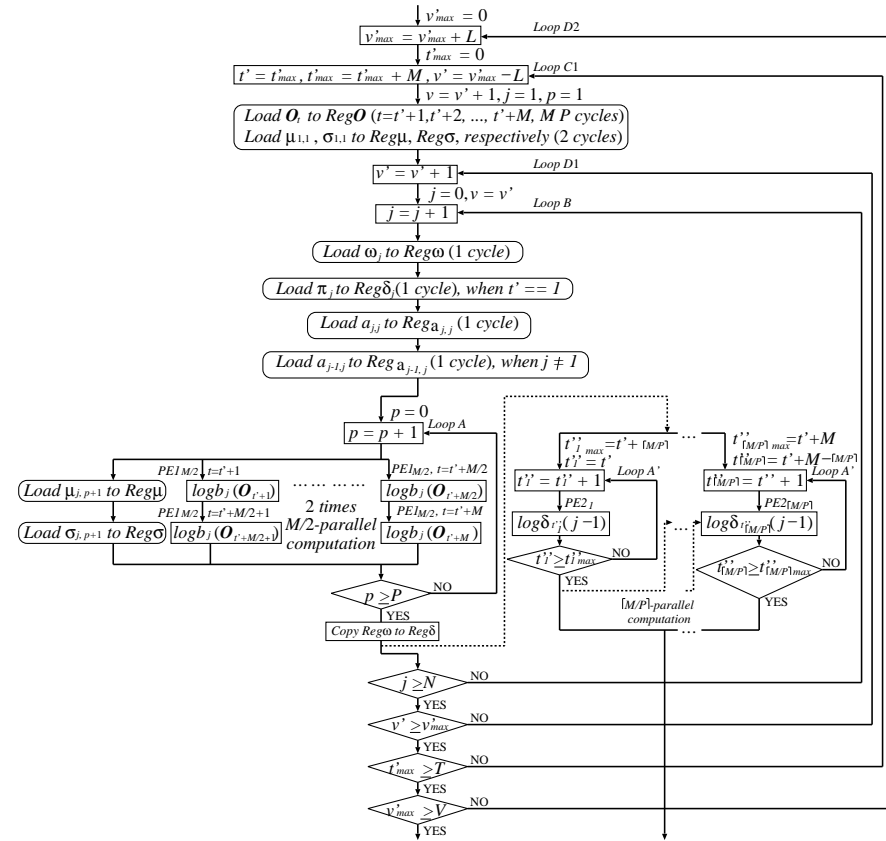 v'max = 0
Loop D2
v'max = v'max + L
t'max = 0
Loop C1
t' = t'max, t'max = t'max + M, v' = v'max − L
v = v' + 1, j = 1, p = 1
Load Ot to RegO (t=t'+1,t'+2, ..., t'+M, M P cycles)
Load μ1,1 , σ1,1 to Regμ, Regσ, respectively (2 cycles)
Loop D1
v' = v' + 1
j = 0, v = v'
Loop B
j = j + 1
Load ωj to Regω (1 cycle)
Load πj to Regδj (1 cycle), when t' == 1
Load aj,j to Reg aj,j (1 cycle)
Load aj-1,j to Reg aj-1,j (1 cycle), when j ≠ 1
p = 0
Loop A
p = p + 1
t''1 max = t' + ⌈M/P⌉
...
t''⌈M/P⌉ max = t' + M
t''1 = t'
t''⌈M/P⌉ = t' + M − ⌈M/P⌉
Loop A'
Loop A'
t''1 = t''1 + 1
t''⌈M/P⌉ = t'' + 1
PE1M/2 t=t'+1
PE1M/2, t=t'+M/2
Load μj, p+1 to Regμ
logbj (Ot'+1)
... ... ... ...
logbj (Ot'+M/2)
2 times
M/2-parallel
computation
PE1M/2 t=t'+M/2+1
PE1M/2, t=t'+M
Load σj, p+1 to Regσ
logbj (Ot'+M/2+1)
logbj (Ot'+M)
PE21
PE2⌈M/P⌉
logδt''1 (j−1)
...
logδt''⌈M/P⌉ (j−1)
t''1 ≥ t''1 max
NO
YES
t''⌈M/P⌉ ≥ t''⌈M/P⌉ max
NO
YES
p ≥ P
NO
YES
⌈M/P⌉-parallel
computation
...
Copy Regω to Regδ
...
j ≥ N
NO
YES
v' ≥ v'max
NO
YES
t'max ≥ T
NO
YES
v'max ≥ V
NO
YES